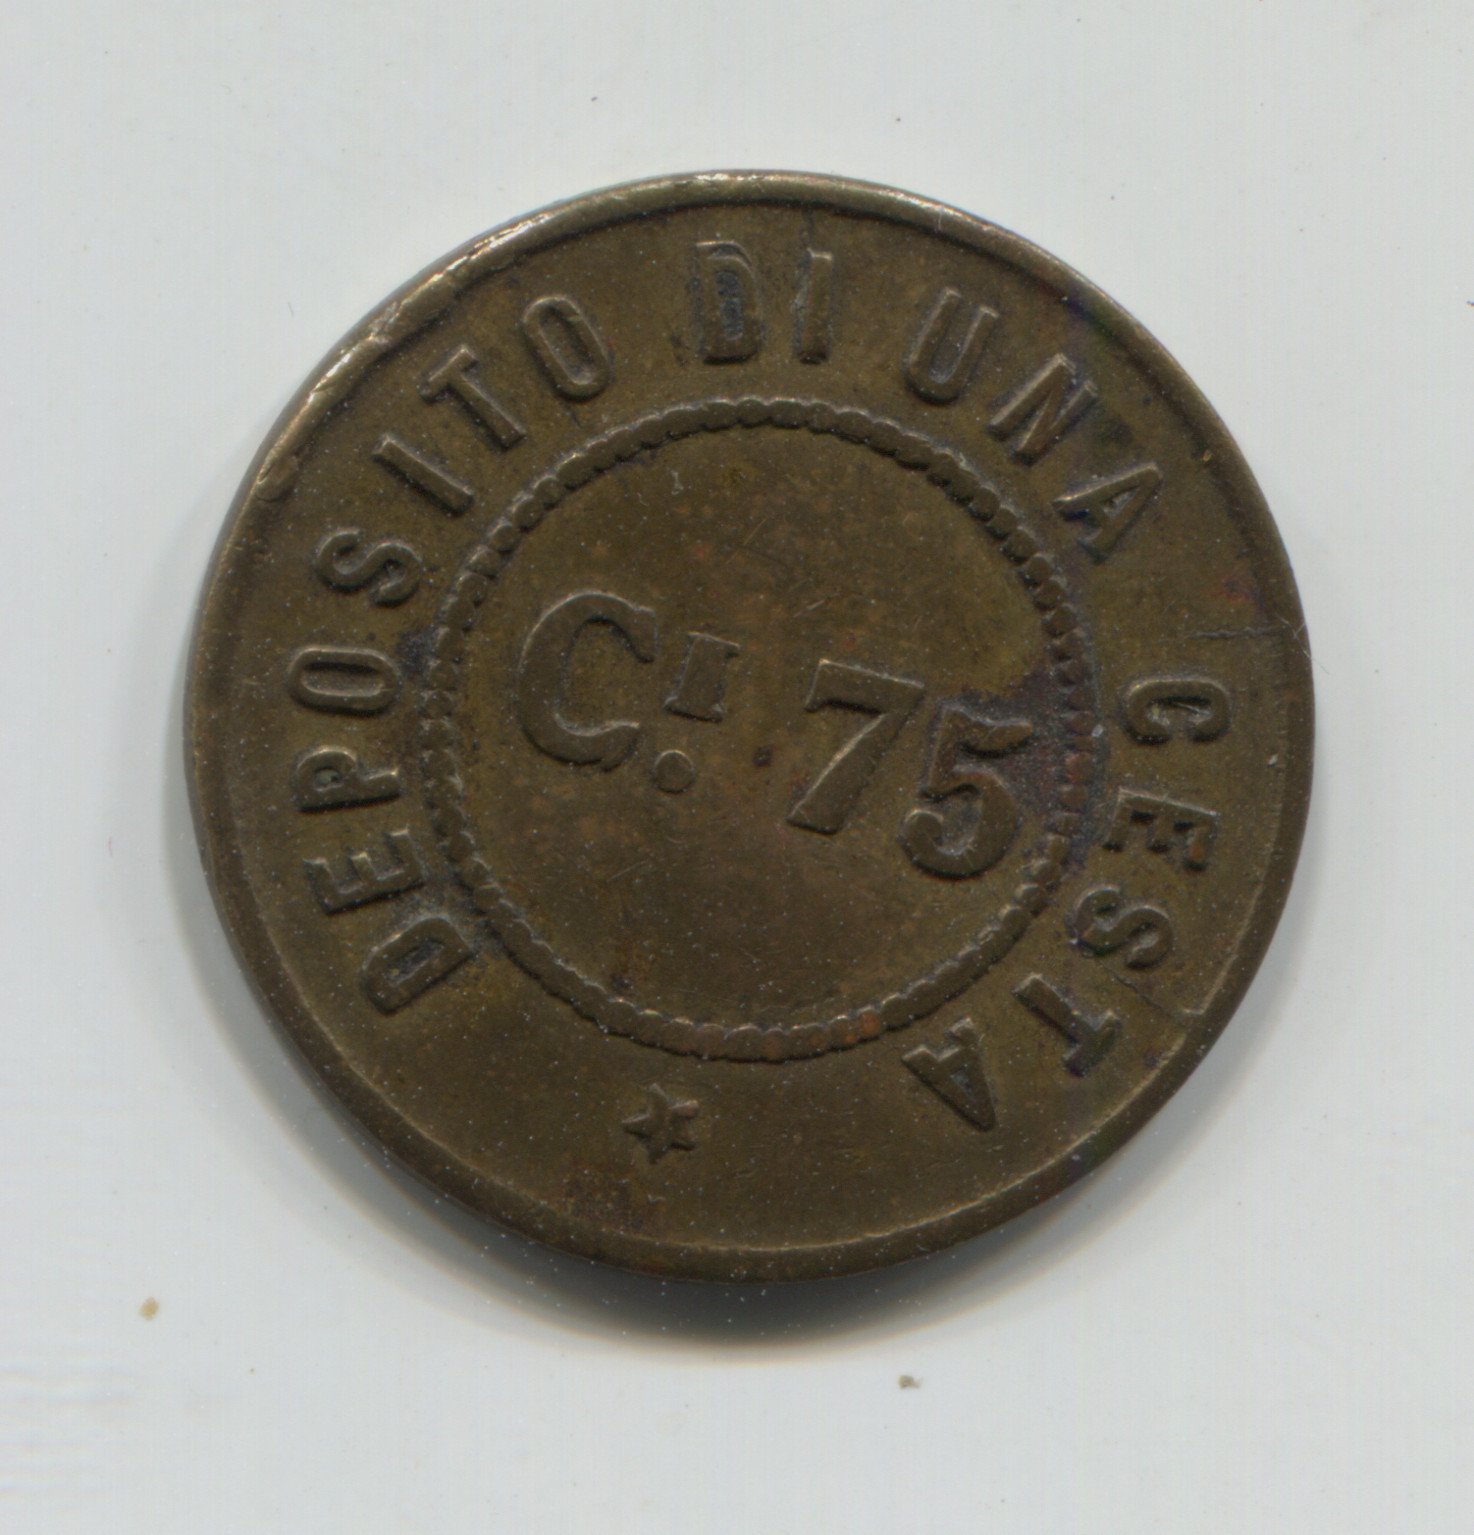 DEPOSITO DI UNA CESTA
C.I 75